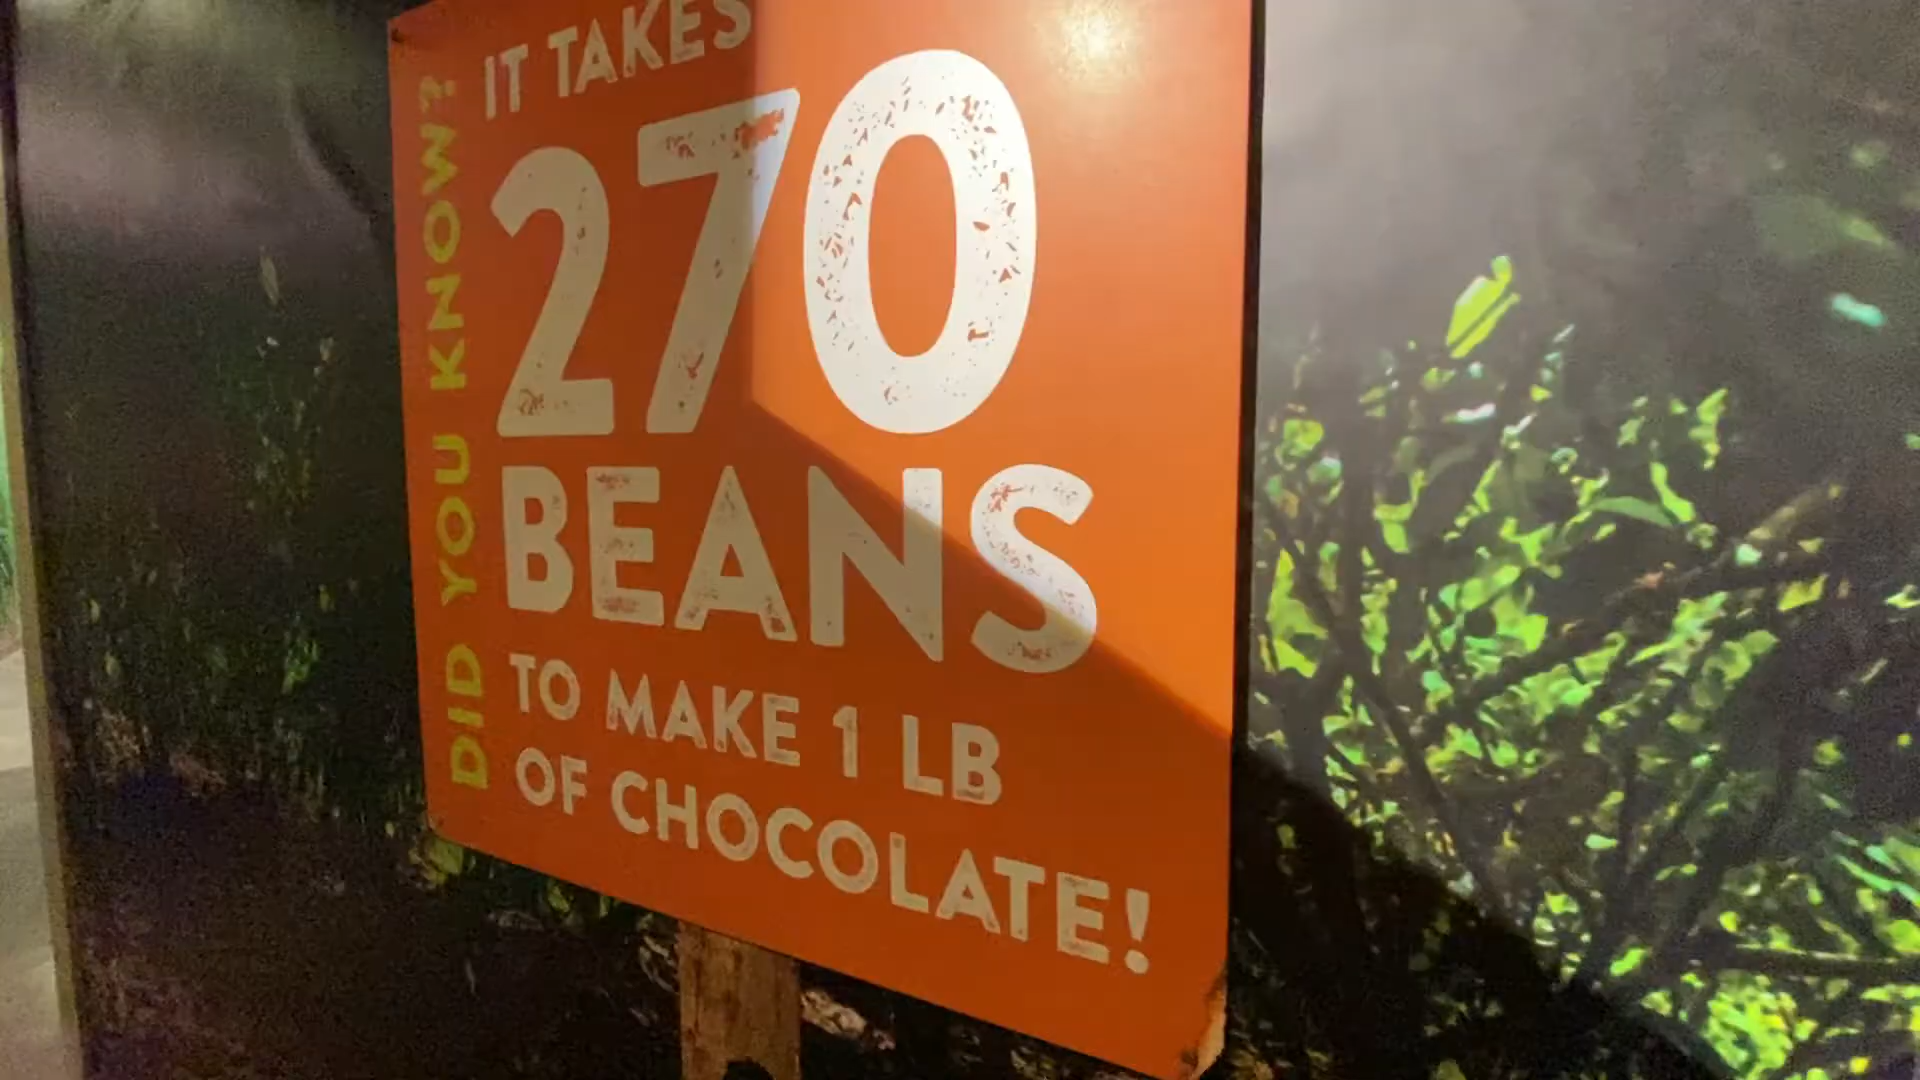 DID YOU KNOW?
IT TAKES
270
BEANS
TO MAKE 1 LB
OF CHOCOLATE!